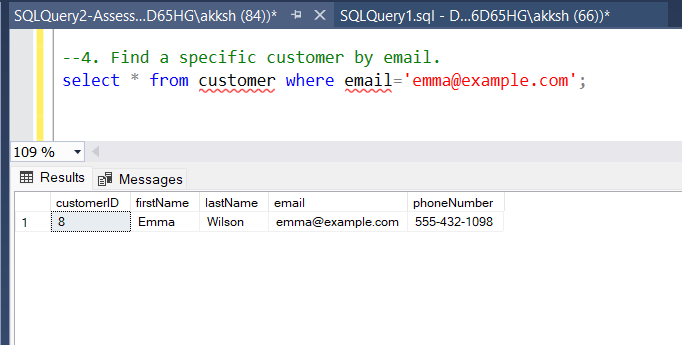 SQLQuery2-Assess...D65HG\akksh (84))* SQLQuery1.sql - D...6D65HG\akksh (66))*
--4. Find a specific customer by email.
select * from customer where email='emma@example.com';
109 %
Results Messages
customerID firstName lastName email phoneNumber
1 8 Emma Wilson emma@example.com 555-432-1098